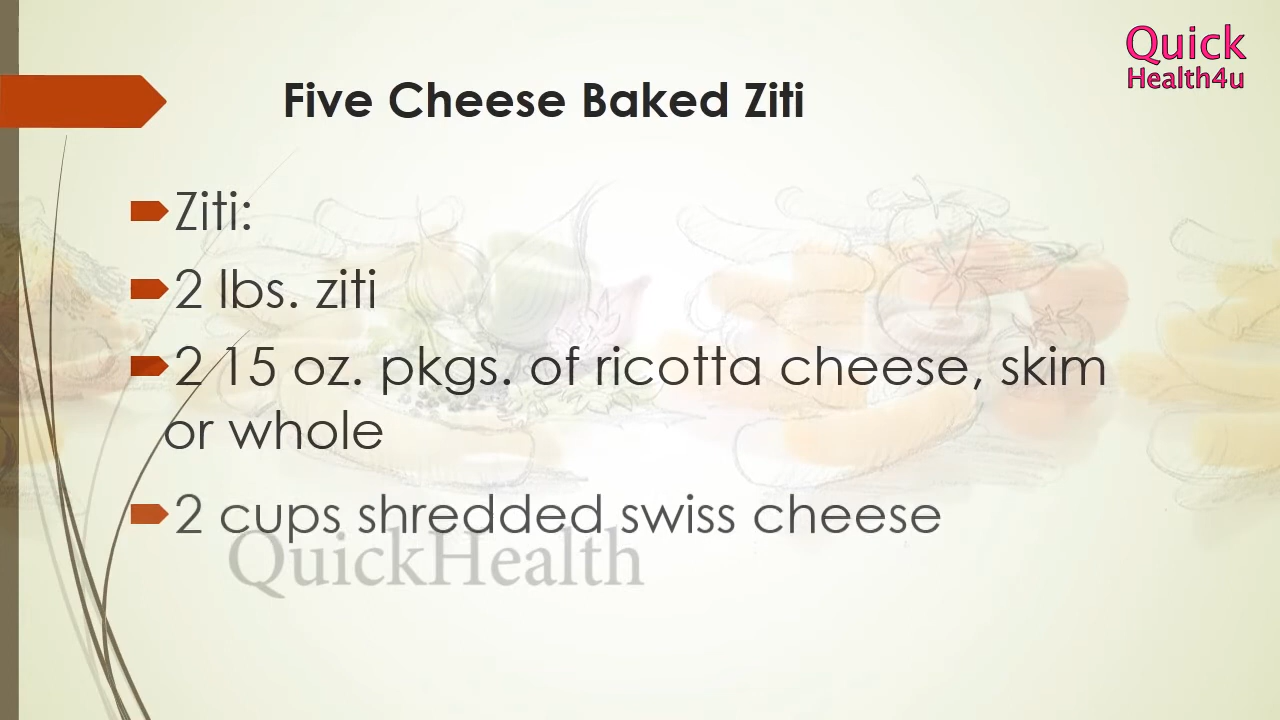 Quick
Health4u
Five Cheese Baked Ziti
Ziti:
2 lbs. ziti
2 15 oz. pkgs. of ricotta cheese, skim
or whole
2 cups shredded swiss cheese
QuickHealth